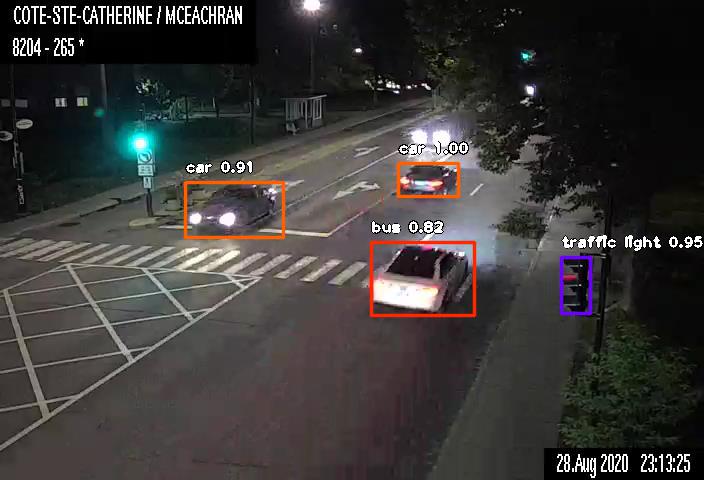 COTE-STE-CATHERINE / MCEACHRAN
8204 - 265 *
car 1.00
car 0.91
bus 0.82
traffic light 0.95
28.Aug 2020 23:13:25